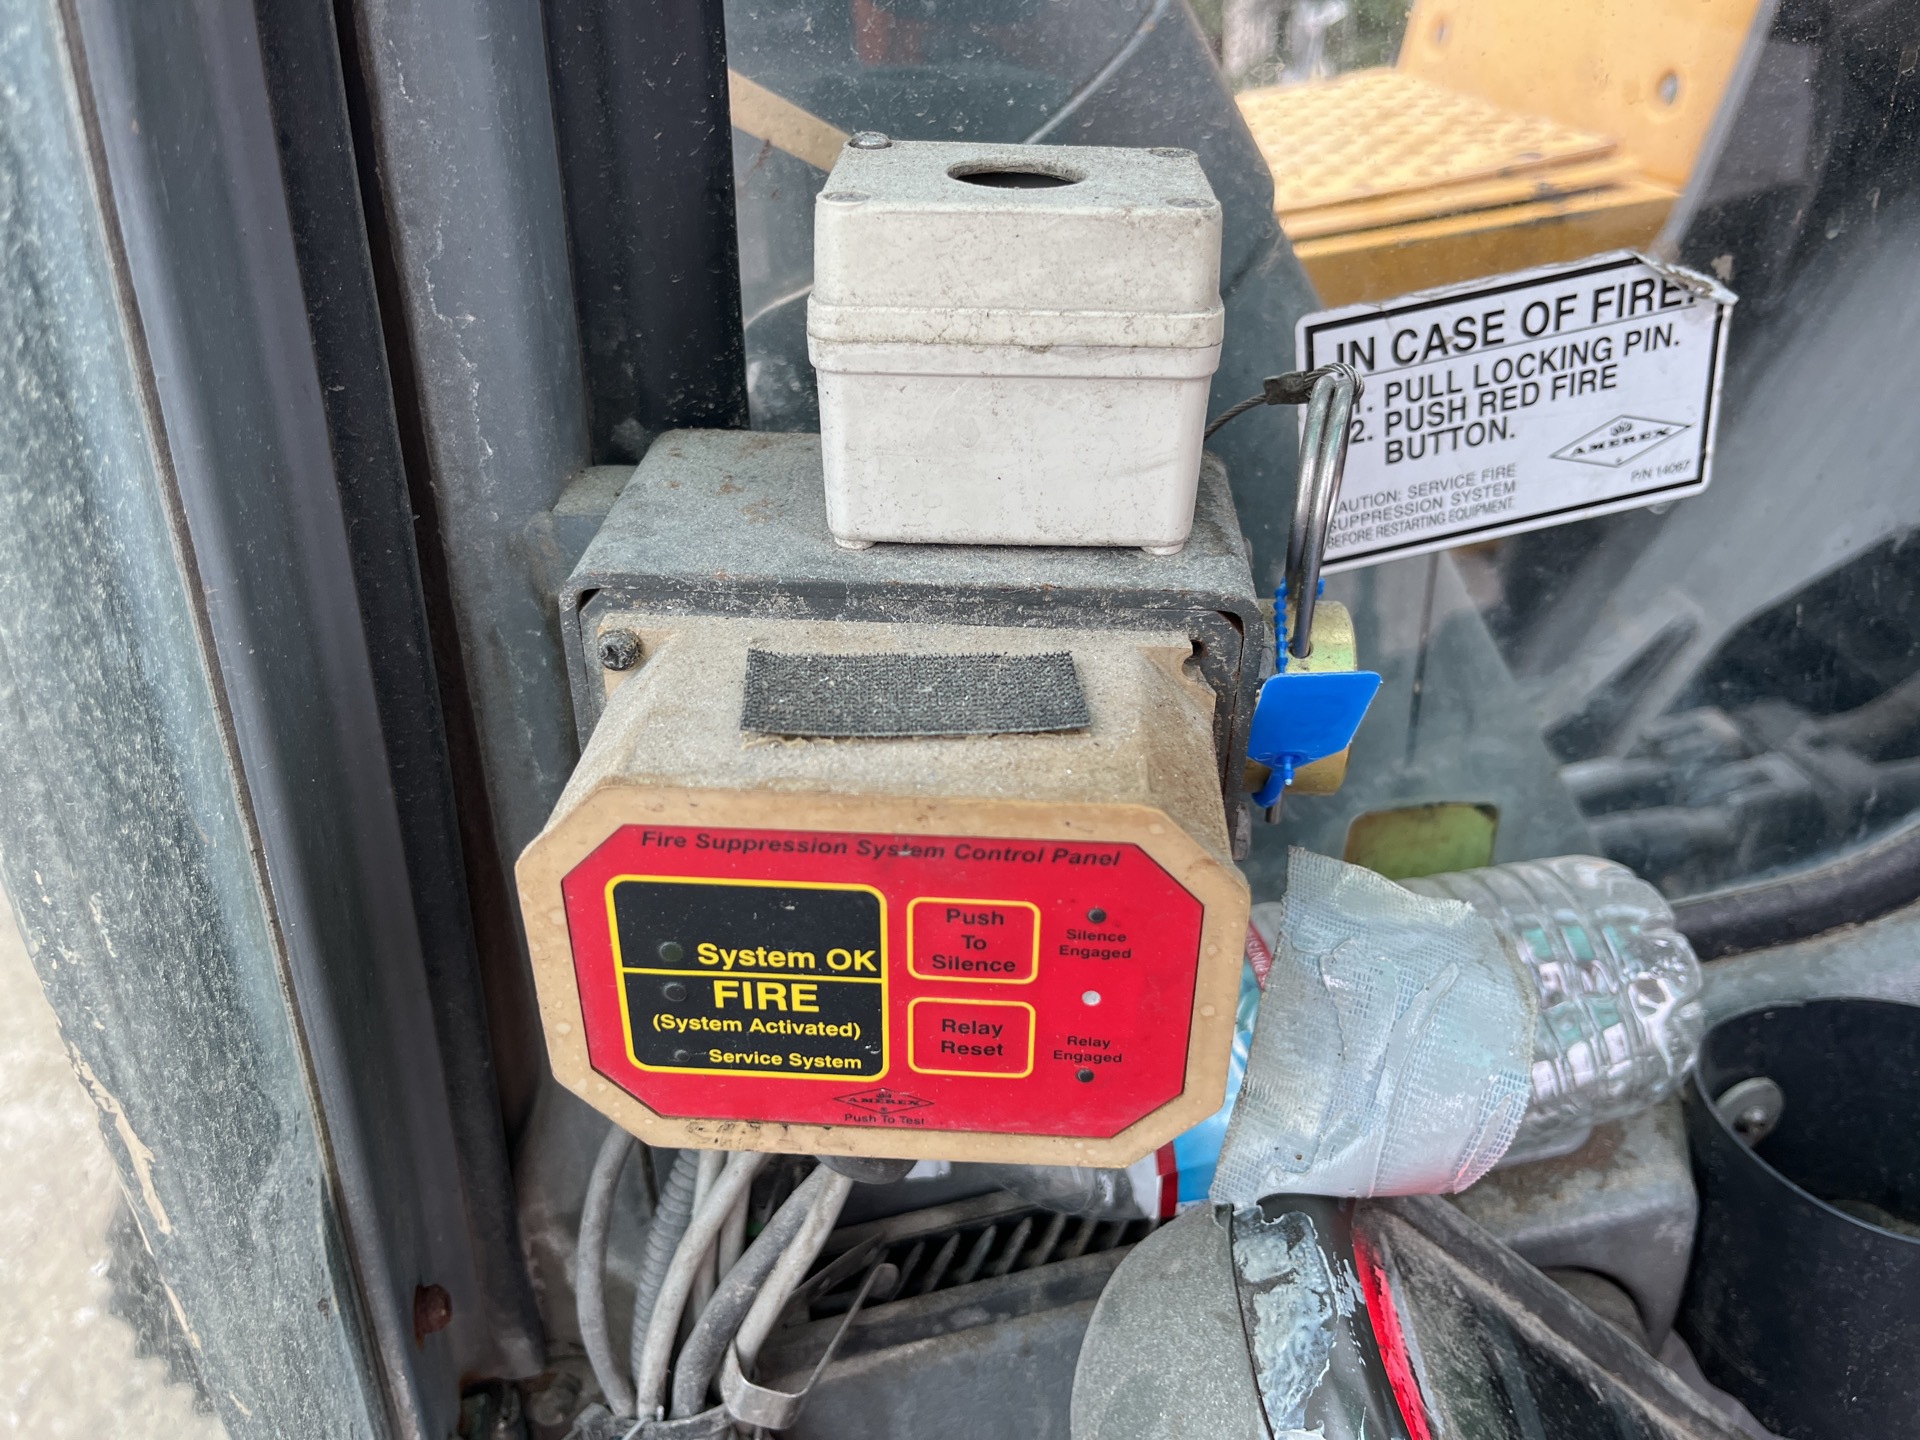 IN CASE OF FIRE:
1. PULL LOCKING PIN.
2. PUSH RED FIRE
BUTTON.
AMEREX
P/N 14067
CAUTION: SERVICE FIRE
SUPPRESSION SYSTEM
BEFORE RESTARTING EQUIPMENT.
Fire Suppression System Control Panel
System OK
FIRE
(System Activated)
Service System
Push
To
Silence
Silence
Engaged
Relay
Reset
Relay
Engaged
AMEREX
Push To Test